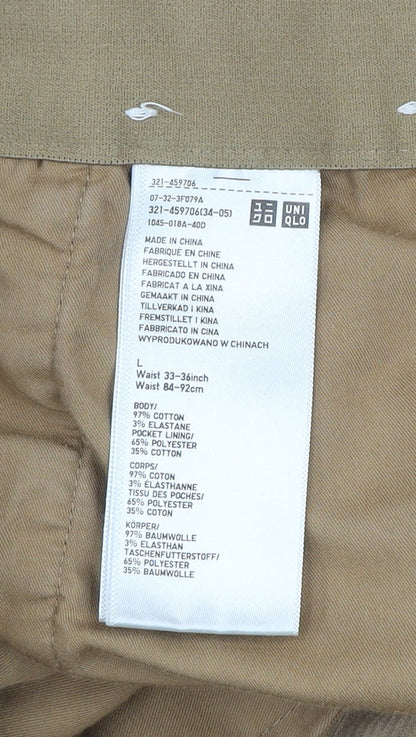 321-459706
07-32-3F079A
321-459706(34-05)
1045-018A-40D
ユニ
クロ
UNI
QLO
MADE IN CHINA
FABRIQUÉ EN CHINE
HERGESTELLT IN CHINA
FABRICADO EN CHINA
FABRICAT A LA XINA
GEMAAKT IN CHINA
TILLVERKAD I KINA
FREMSTILLET I KINA
FABBRICATO IN CINA
WYPRODUKOWANO W CHINACH
L
Waist 33-36inch
Waist 84-92cm
BODY/
97% COTTON
3% ELASTANE
POCKET LINING/
65% POLYESTER
35% COTTON
CORPS/
97% COTON
3% ÉLASTHANNE
TISSU DES POCHES/
65% POLYESTER
35% COTON
KÖRPER/
97% BAUMWOLLE
3% ELASTHAN
TASCHENFUTTERSTOFF/
65% POLYESTER
35% BAUMWOLLE